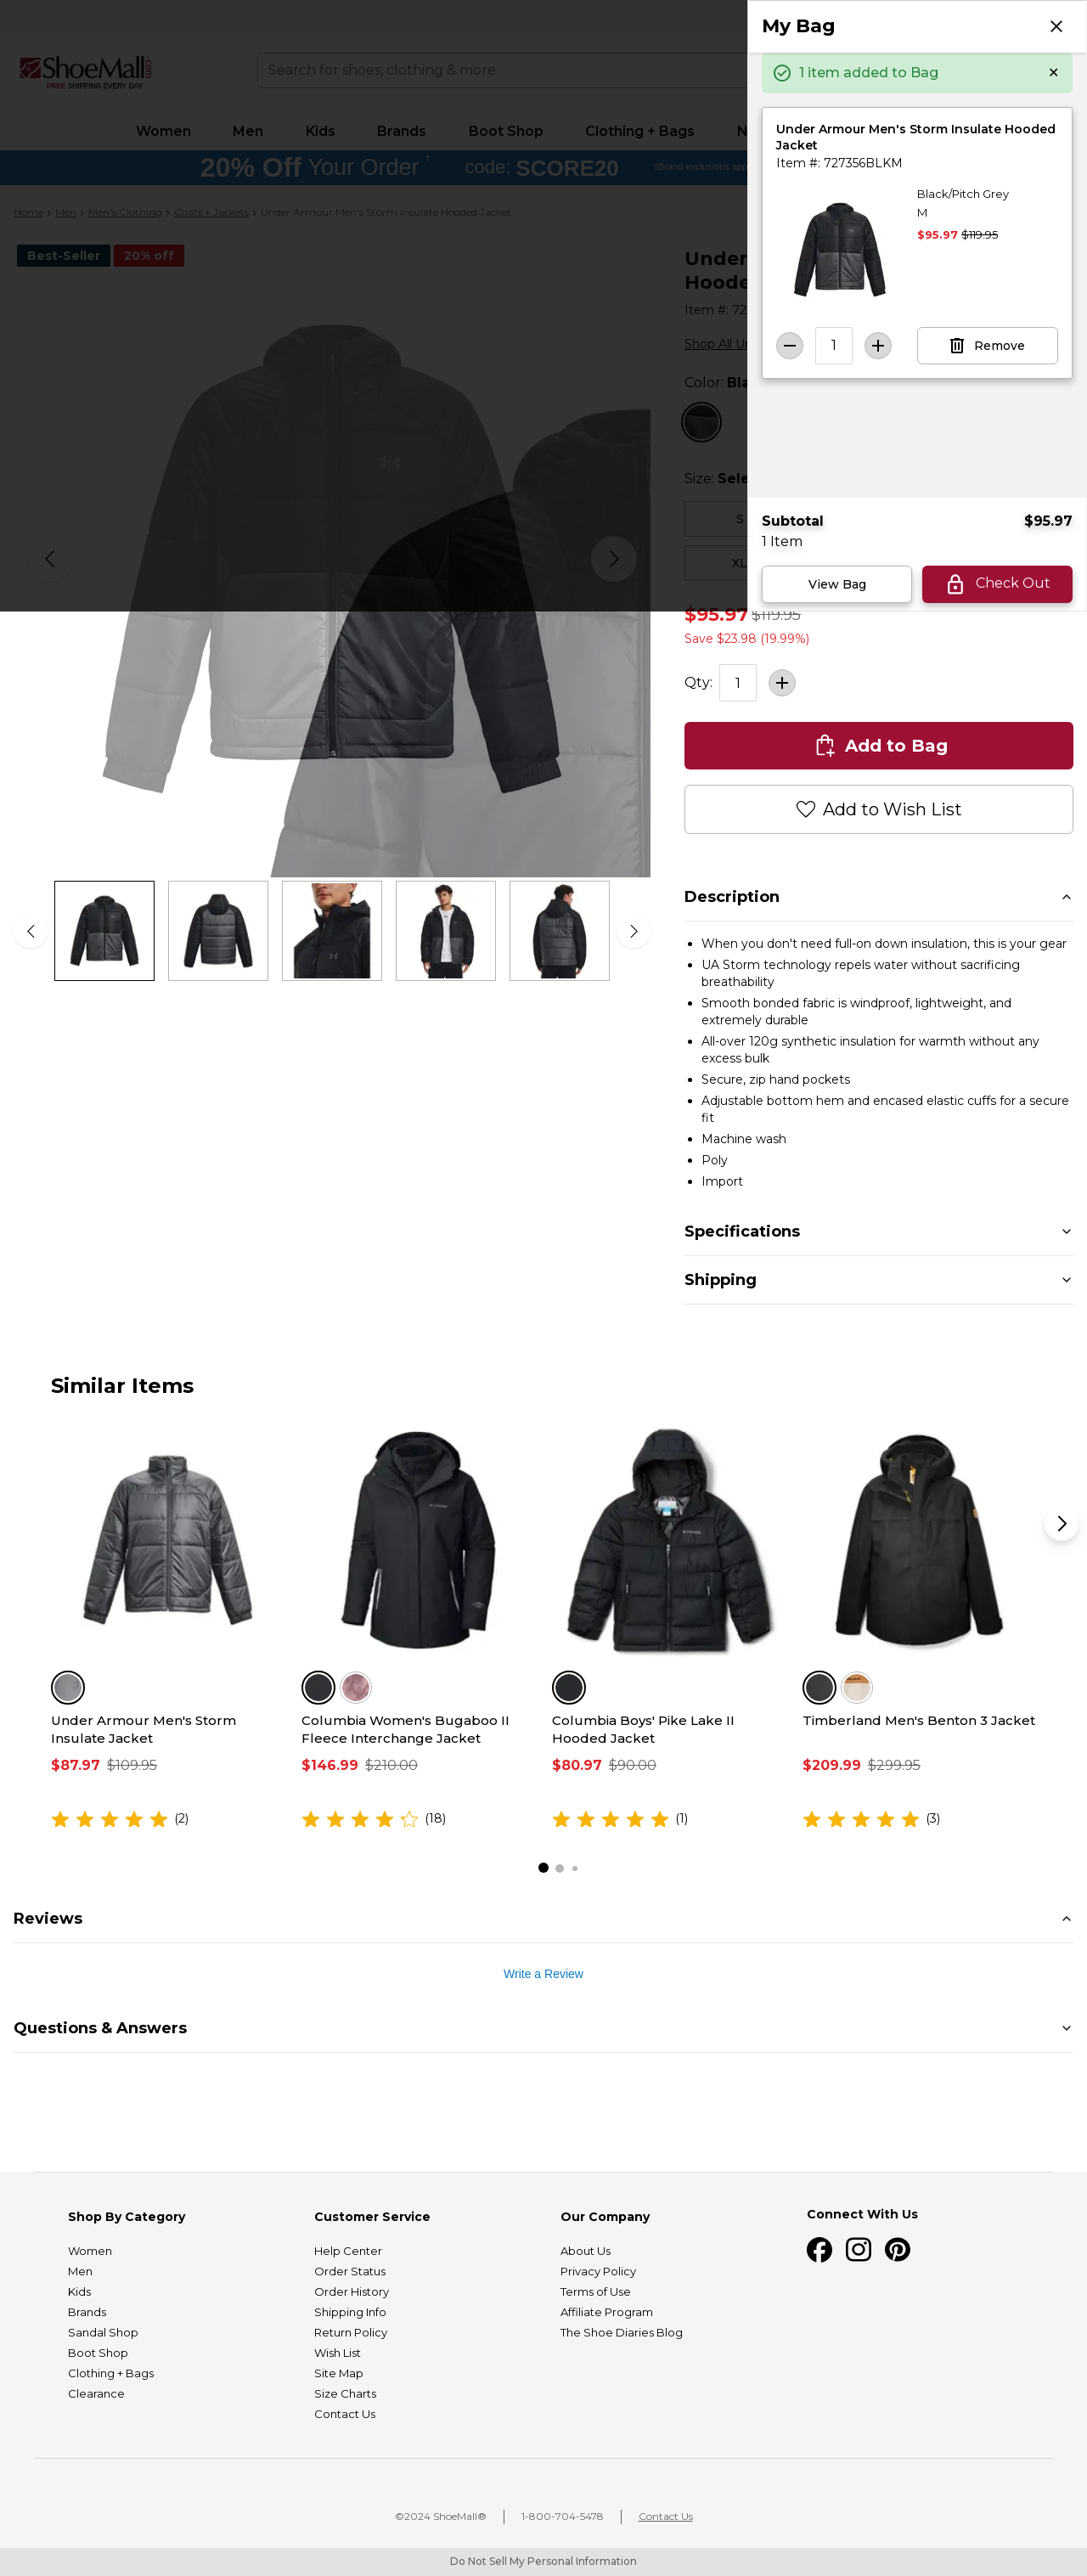 My Bag
1 item added to Bag
Under Armour Men's Storm Insulate Hooded
Jacket
Item #: 727356BLKM
Black/Pitch Grey
M
$95.97 $119.95
1
Remove
Subtotal
$95.97
1 Item
View Bag
Check Out
ShoeMall.com
FREE SHIPPING EVERY DAY
Search for shoes, clothing & more
Women
Men
Kids
Brands
Boot Shop
Clothing + Bags
20% Off Your Order †
code: SCORE20
†Brand exclusions
Home
Men
Men's Clothing
Coats + Jackets
Under Armour Men's Storm Insulate Hooded Jacket
Best-Seller
20% off
Under
Item #:
Shop All
Color:
Size:
S
XL
$95.97 $119.95
Save $23.98 (19.99%)
Qty:
1
Add to Bag
Add to Wish List
Description
When you don't need full-on down insulation, this is your gear
UA Storm technology repels water without sacrificing
breathability
Smooth bonded fabric is windproof, lightweight, and
extremely durable
All-over 120g synthetic insulation for warmth without any
excess bulk
Secure, zip hand pockets
Adjustable bottom hem and encased elastic cuffs for a secure
fit
Machine wash
Poly
Import
Specifications
Shipping
Similar Items
Under Armour Men's Storm
Insulate Jacket
$87.97 $109.95
(2)
Columbia Women's Bugaboo II
Fleece Interchange Jacket
$146.99 $210.00
(18)
Columbia Boys' Pike Lake II
Hooded Jacket
$80.97 $90.00
(1)
Timberland Men's Benton 3 Jacket
$209.99 $299.95
(3)
Reviews
Write a Review
Questions & Answers
Shop By Category
Women
Men
Kids
Brands
Sandal Shop
Boot Shop
Clothing + Bags
Clearance
Customer Service
Help Center
Order Status
Order History
Shipping Info
Return Policy
Wish List
Site Map
Size Charts
Contact Us
Our Company
About Us
Privacy Policy
Terms of Use
Affiliate Program
The Shoe Diaries Blog
Connect With Us
©2024 ShoeMall®
1-800-704-5478
Contact Us
Do Not Sell My Personal Information